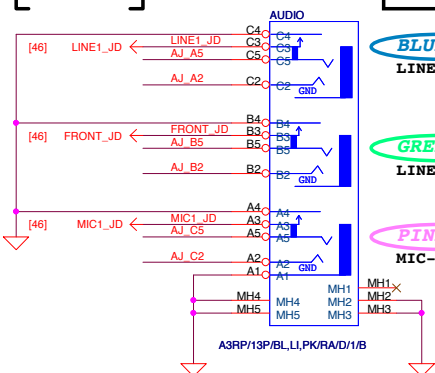 AUDIO
C4 C4
[46] LINE1_JD LINE1_JD C3 C3
AJ_A5 C5 C5
AJ_A2 C2 C2
GND
BLU
LINE
B4 B4
[46] FRONT_JD FRONT_JD B3 B3
AJ_B5 B5 B5
AJ_B2 B2 B2
GND
GRE
LINE
A4 A4
[46] MIC1_JD MIC1_JD A3 A3
AJ_C5 A5 A5
AJ_C2 A2 A2
GND
A1 A1
PIN
MIC-
MH1 MH1
MH4 MH4 MH2 MH2
MH5 MH5 MH3 MH3
A3RP/13P/BL,LI,PK/RA/D/1/B